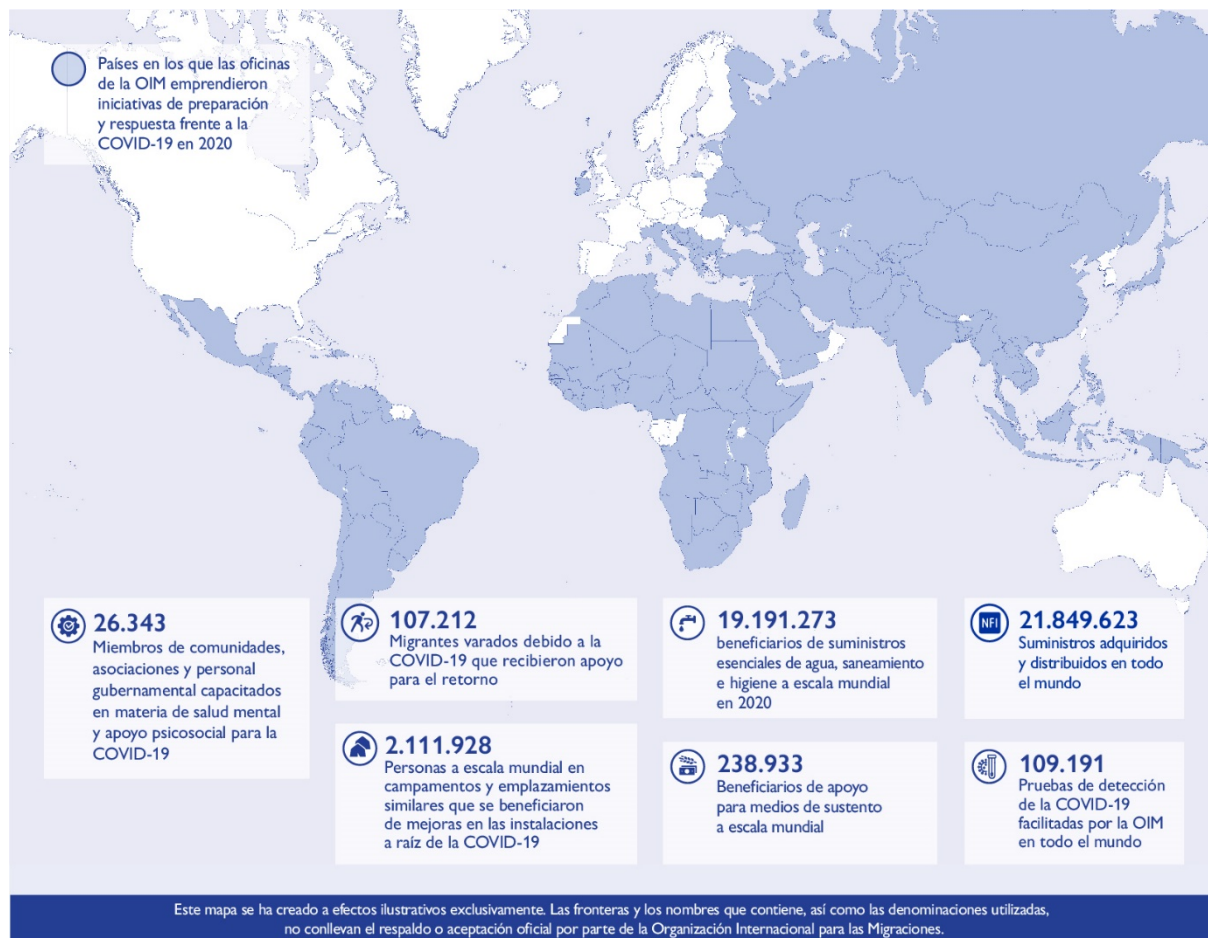 Países en los que las oficinas
de la OIM emprendieron
iniciativas de preparación
y respuesta frente a la
COVID-19 en 2020
26.343
Miembros de comunidades,
asociaciones y personal
gubernamental capacitados
en materia de salud mental
y apoyo psicosocial para la
COVID-19
107.212
Migrantes varados debido a la
COVID-19 que recibieron apoyo
para el retorno
2.111.928
Personas a escala mundial en
campamentos y emplazamientos
similares que se beneficiaron
de mejoras en las instalaciones
a raíz de la COVID-19
19.191.273
beneficiarios de suministros
esenciales de agua, saneamiento
e higiene a escala mundial
en 2020
238.933
Beneficiarios de apoyo
para medios de sustento
a escala mundial
NFI
21.849.623
Suministros adquiridos
y distribuidos en todo
el mundo
109.191
Pruebas de detección
de la COVID-19
facilitadas por la OIM
en todo el mundo
Este mapa se ha creado a efectos ilustrativos exclusivamente. Las fronteras y los nombres que contiene, así como las denominaciones utilizadas,
no conllevan el respaldo o aceptación oficial por parte de la Organización Internacional para las Migraciones.